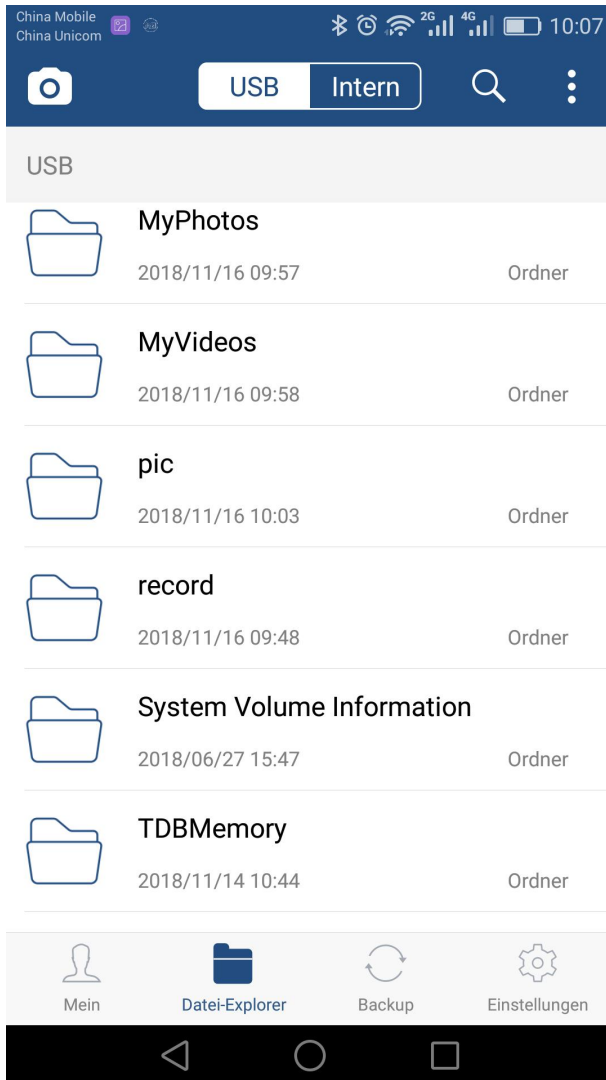 China Mobile
China Unicom
2G 4G 10:07
USB Intern
USB
MyPhotos
2018/11/16 09:57 Ordner
MyVideos
2018/11/16 09:58 Ordner
pic
2018/11/16 10:03 Ordner
record
2018/11/16 09:48 Ordner
System Volume Information
2018/06/27 15:47 Ordner
TDBMemory
2018/11/14 10:44 Ordner
Mein Datei-Explorer Backup Einstellungen